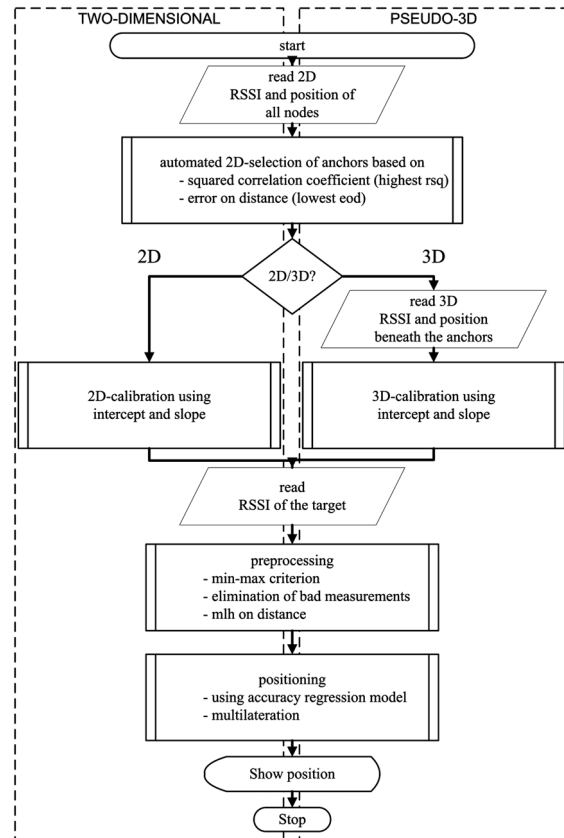 TWO-DIMENSIONAL
PSEUDO-3D
start
read 2D
RSSI and position of
all nodes
automated 2D-selection of anchors based on
- squared correlation coefficient (highest rsq)
- error on distance (lowest eod)
2D
2D/3D?
3D
read 3D
RSSI and position
beneath the anchors
2D-calibration using
intercept and slope
3D-calibration using
intercept and slope
read
RSSI of the target
preprocessing
- min-max criterion
- elimination of bad measurements
- mlh on distance
positioning
- using accuracy regression model
- multilateration
Show position
Stop